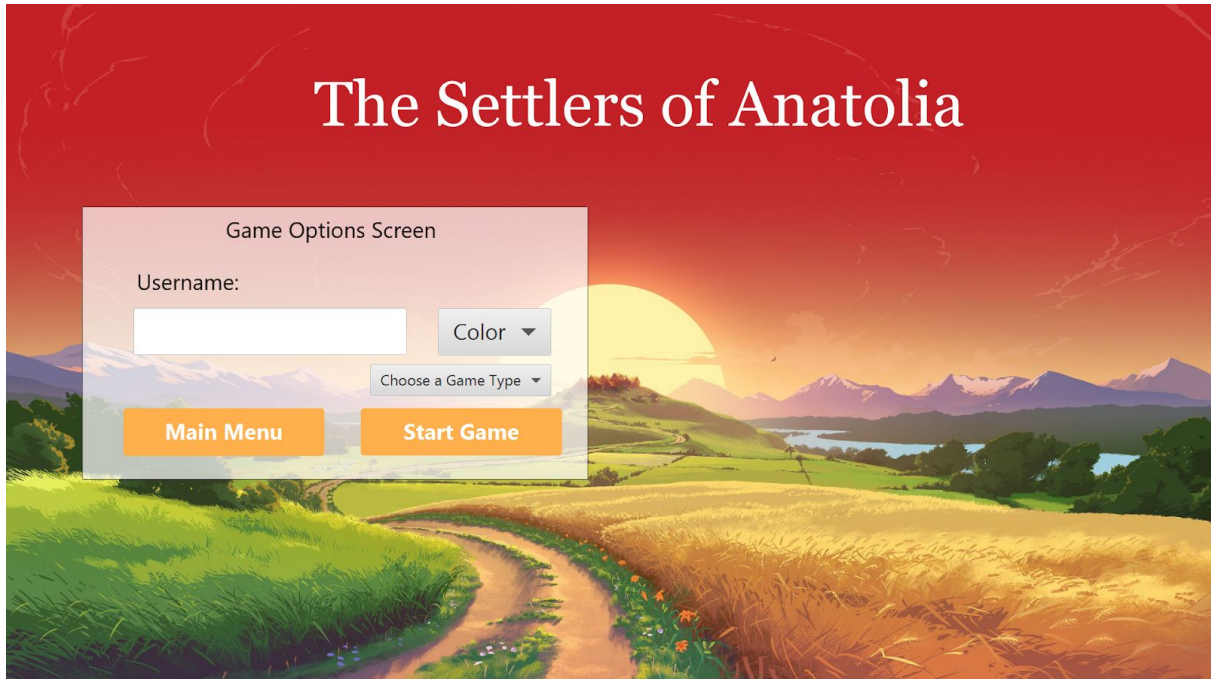 The Settlers of Anatolia
Game Options Screen
Username:
Color
Choose a Game Type
Main Menu
Start Game